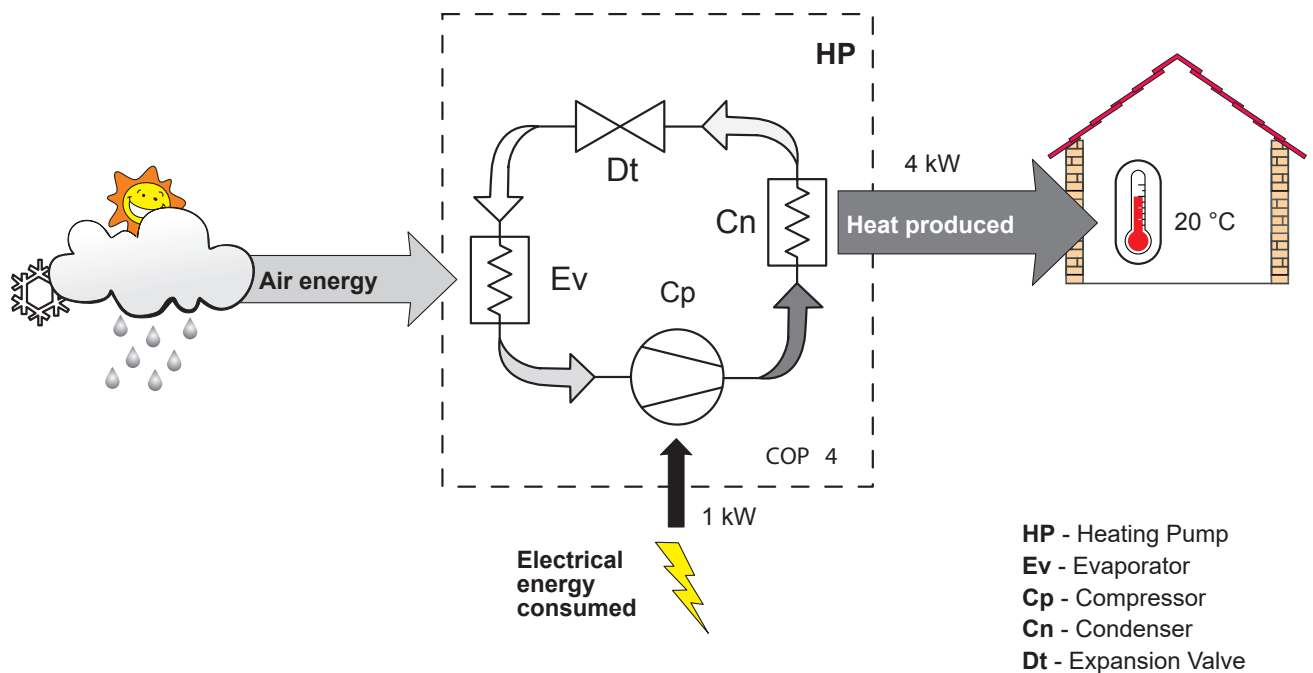 HP
Dt
4 kW
Cn
Heat produced
20 °C
Air energy
Ev
Cp
COP 4
1 kW
Electrical
energy
consumed
HP - Heating Pump
Ev - Evaporator
Cp - Compressor
Cn - Condenser
Dt - Expansion Valve